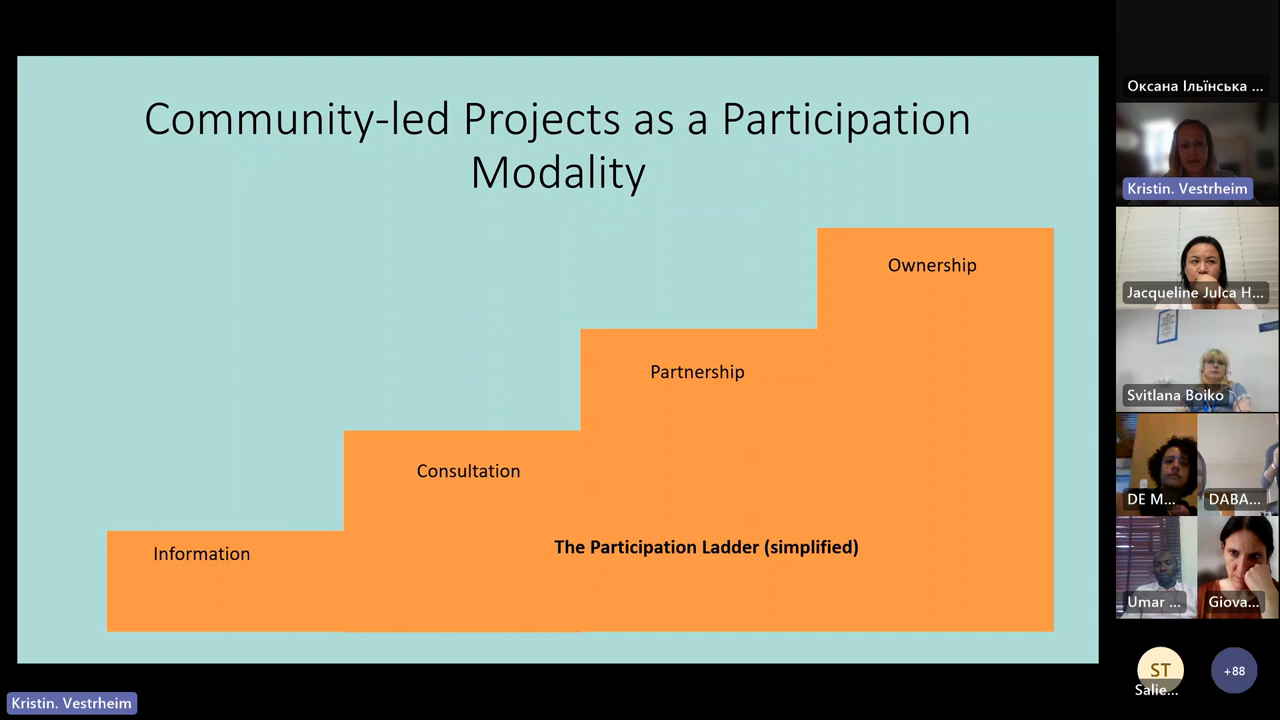 Community-led Projects as a Participation
Modality
Ownership
Partnership
Consultation
Information
The Participation Ladder (simplified)
Kristin. Vestrheim
Оксана Ільїнська ...
Kristin. Vestrheim
Jacqueline Julca H...
Svitlana Boiko
DE M...
DABA...
Umar ...
Giova...
ST
Salie...
+88